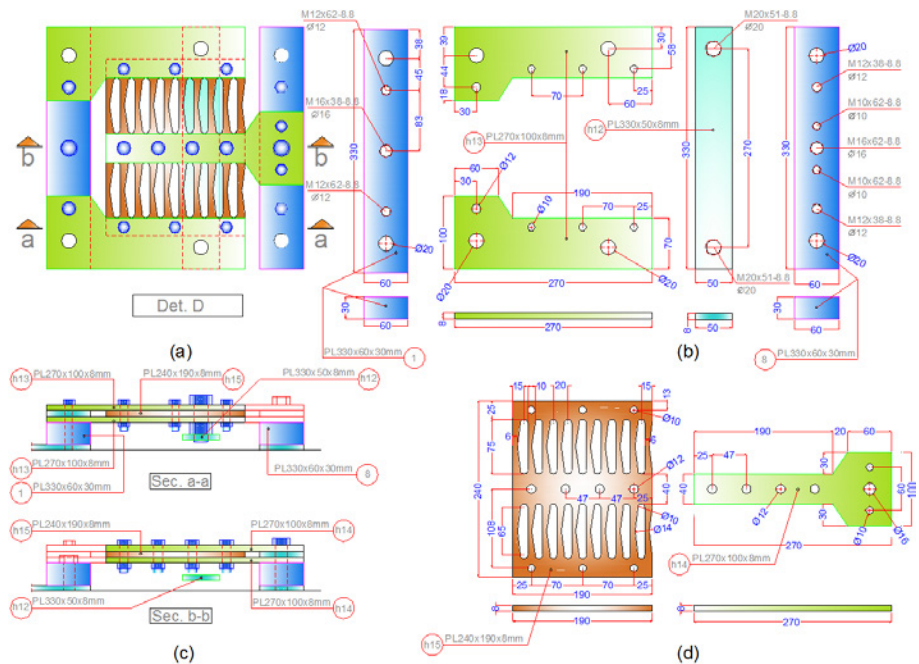 M12x62-8.8
Ø12
M16x38-8.8
Ø16
M12x62-8.8
Ø12
b
b
a
a
Det. D
(a)
38
45
83
330
Ø20
60
30
60
PL330x60x30mm
1
39
44
18
30
30
58
70
25
60
h13
PL270x100x8mm
h12
PL330x50x8mm
60
30
Ø12
190
Ø10
70
25
100
70
Ø20
Ø20
270
8
270
M20x51-8.8
Ø20
330
270
M20x51-8.8
Ø20
50
8
50
(b)
330
Ø20
M12x38-8.8
Ø12
M10x62-8.8
Ø10
M16x62-8.8
Ø16
M10x62-8.8
Ø10
M12x38-8.8
Ø12
Ø20
60
30
60
PL330x60x30mm
8
h13
PL270x100x8mm
PL240x190x8mm
h15
PL330x50x8mm
h12
h13
PL270x100x8mm
1
PL330x60x30mm
Sec. a-a
8
h15
PL240x190x8mm
PL270x100x8mm
h14
h12
PL330x50x8mm
Sec. b-b
PL270x100x8mm
h14
(c)
15
10
20
15
13
25
Ø10
75
6
240
Ø12
40
47
47
25
Ø10
108
65
Ø14
25
70
70
25
190
190
h15
PL240x190x8mm
190
20
60
25
47
30
40
60
100
30
Ø12
Ø10
Ø16
h14
PL270x100x8mm
270
270
(d)